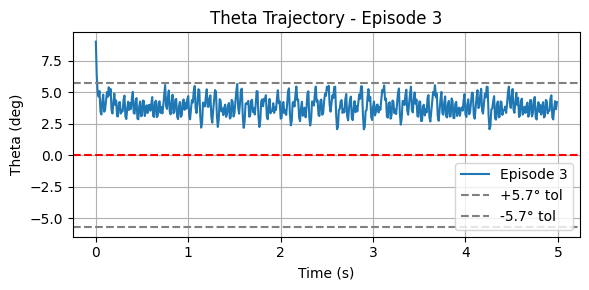 Theta Trajectory - Episode 3
Theta (deg)
7.5
5.0
2.5
0.0
−2.5
−5.0
Episode 3
+5.7° tol
-5.7° tol
0
1
2
3
4
5
Time (s)